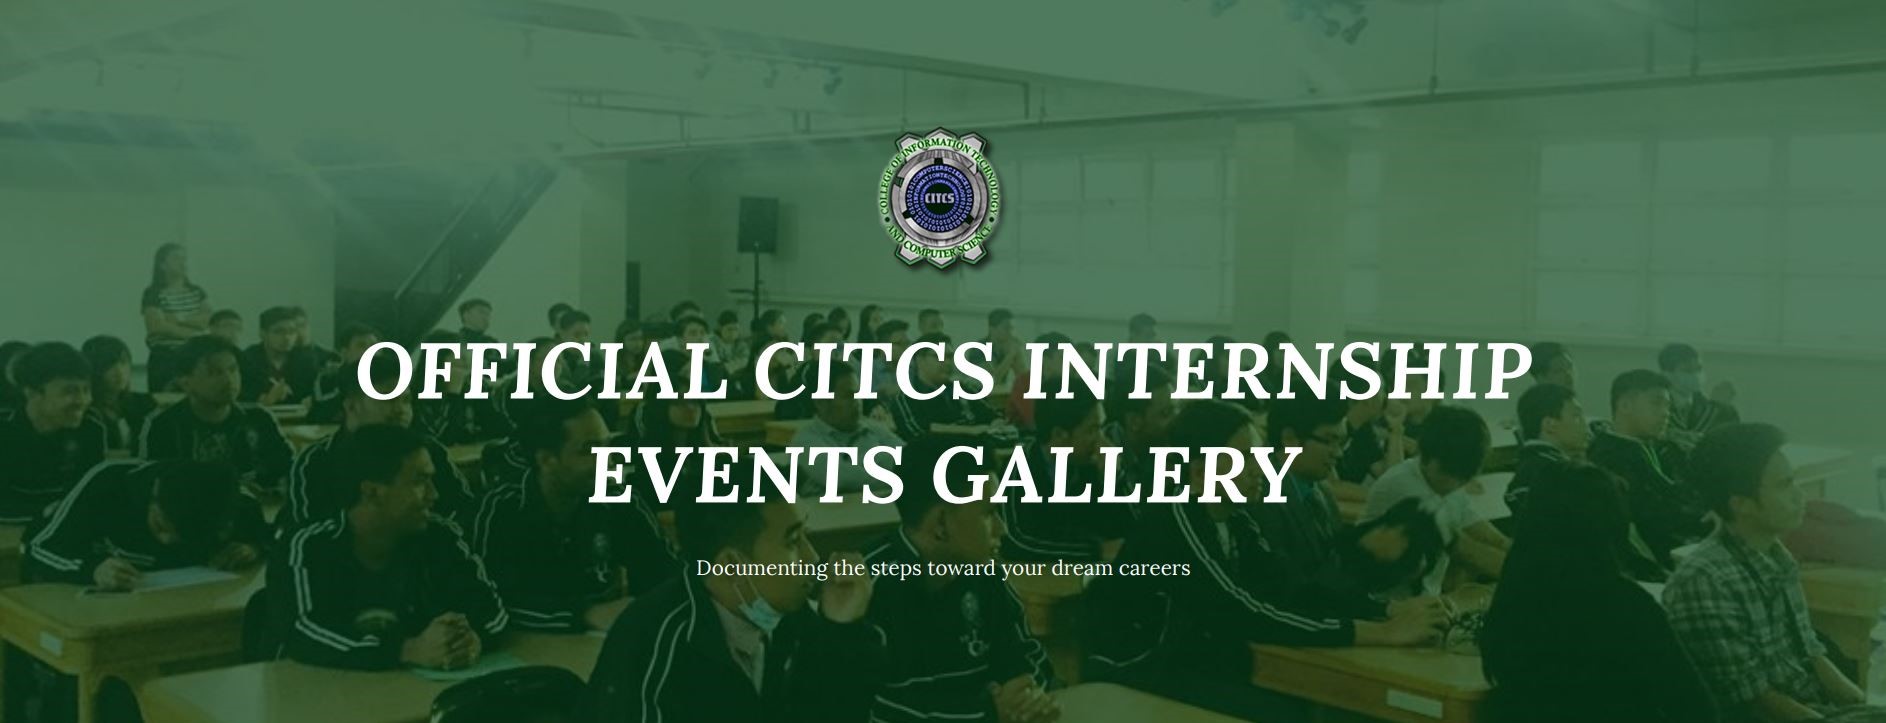 COLLEGE OF INFORMATION TECHNOLOGY
AND COMPUTER SCIENCE
CITCS
OFFICIAL CITCS INTERNSHIP
EVENTS GALLERY
Documenting the steps toward your dream careers